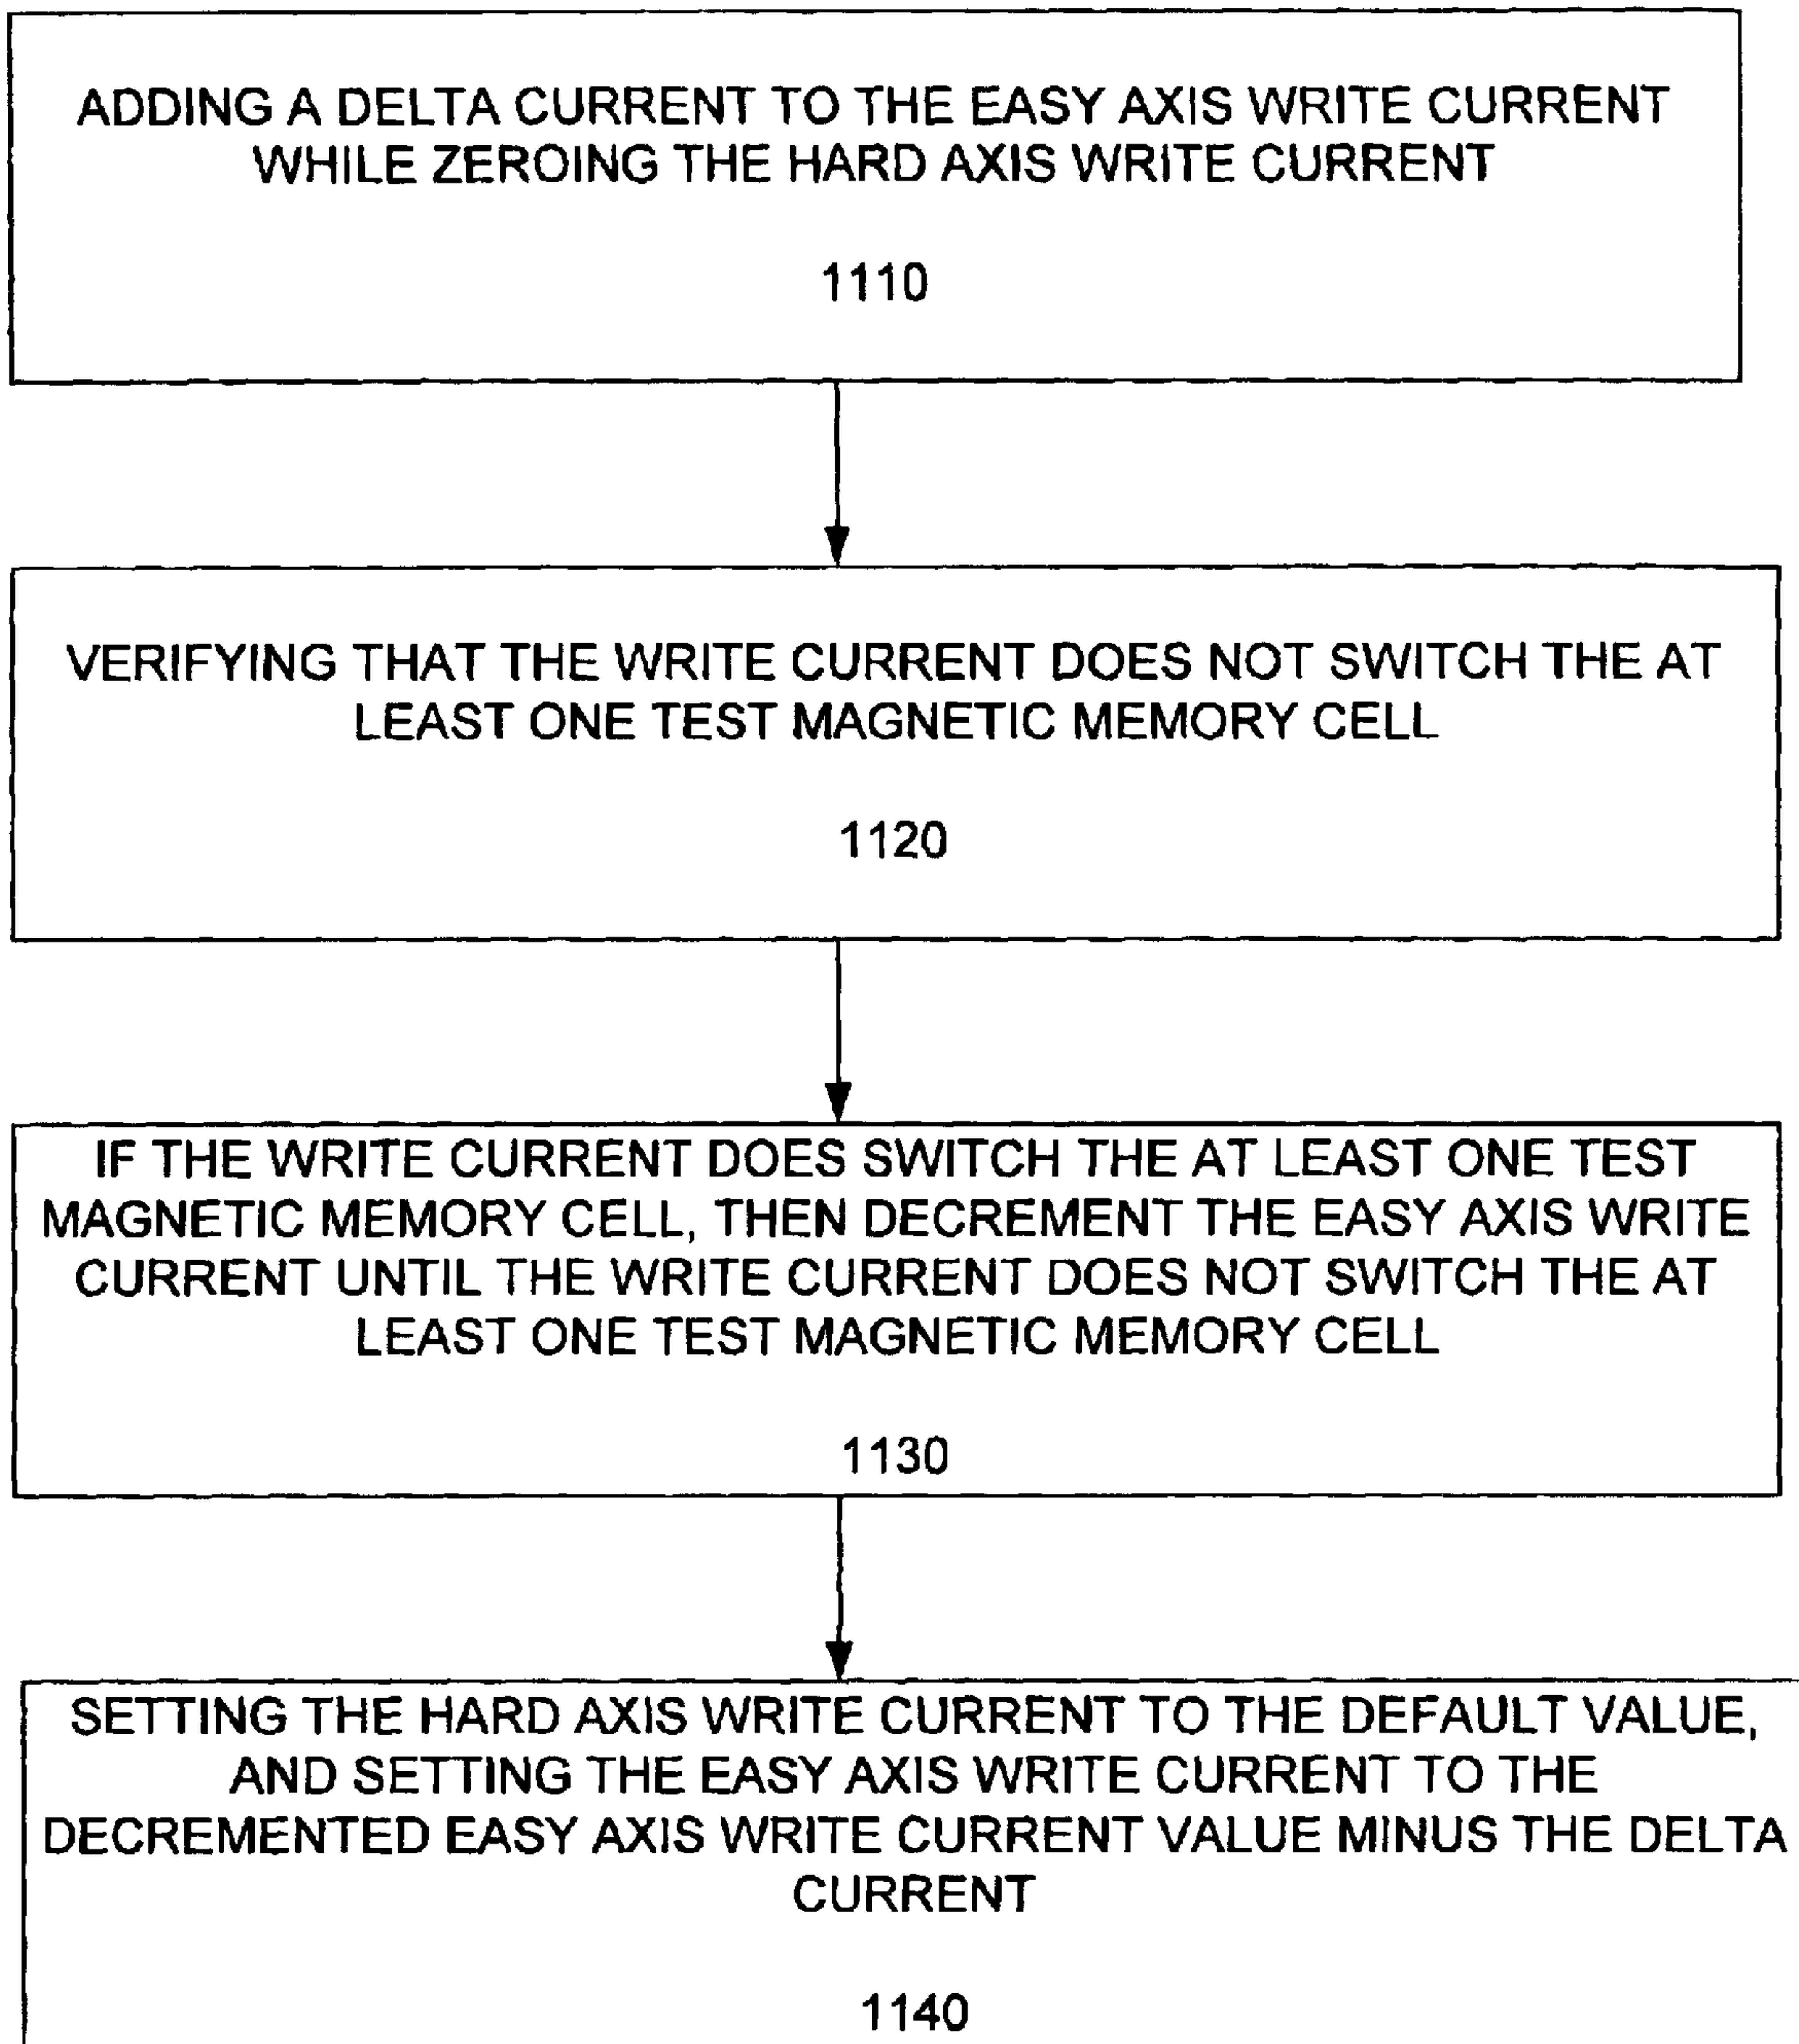 ADDING A DELTA CURRENT TO THE EASY AXIS WRITE CURRENT
WHILE ZEROING THE HARD AXIS WRITE CURRENT
1110
VERIFYING THAT THE WRITE CURRENT DOES NOT SWITCH THE AT
LEAST ONE TEST MAGNETIC MEMORY CELL
1120
IF THE WRITE CURRENT DOES SWITCH THE AT LEAST ONE TEST
MAGNETIC MEMORY CELL, THEN DECREMENT THE EASY AXIS WRITE
CURRENT UNTIL THE WRITE CURRENT DOES NOT SWITCH THE AT
LEAST ONE TEST MAGNETIC MEMORY CELL
1130
SETTING THE HARD AXIS WRITE CURRENT TO THE DEFAULT VALUE,
AND SETTING THE EASY AXIS WRITE CURRENT TO THE
DECREMENTED EASY AXIS WRITE CURRENT VALUE MINUS THE DELTA
CURRENT
1140